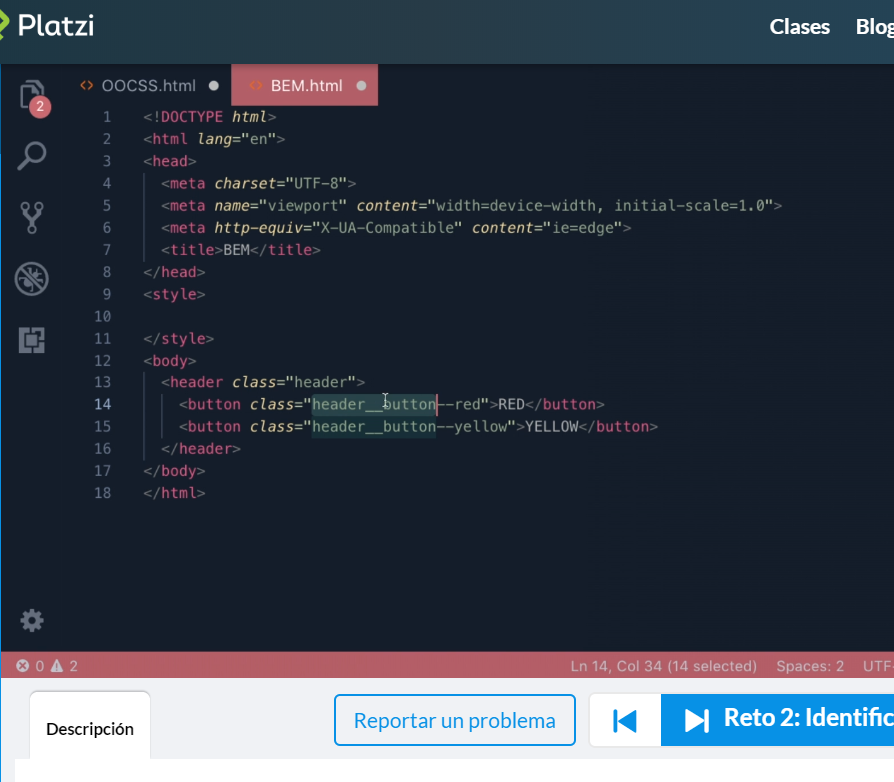 Platzi
Clases Blog
OOCSS.html
BEM.html
2
1 <!DOCTYPE html>
2 <html lang="en">
3 <head>
4 <meta charset="UTF-8">
5 <meta name="viewport" content="width=device-width, initial-scale=1.0">
6 <meta http-equiv="X-UA-Compatible" content="ie=edge">
7 <title>BEM</title>
8 </head>
9 <style>
10
11 </style>
12 <body>
13 <header class="header">
14 <button class="header__button--red">RED</button>
15 <button class="header__button--yellow">YELLOW</button>
16 </header>
17 </body>
18 </html>
0 2 Ln 14, Col 34 (14 selected) Spaces: 2 UTF-
Descripción
Reportar un problema
Reto 2: Identific